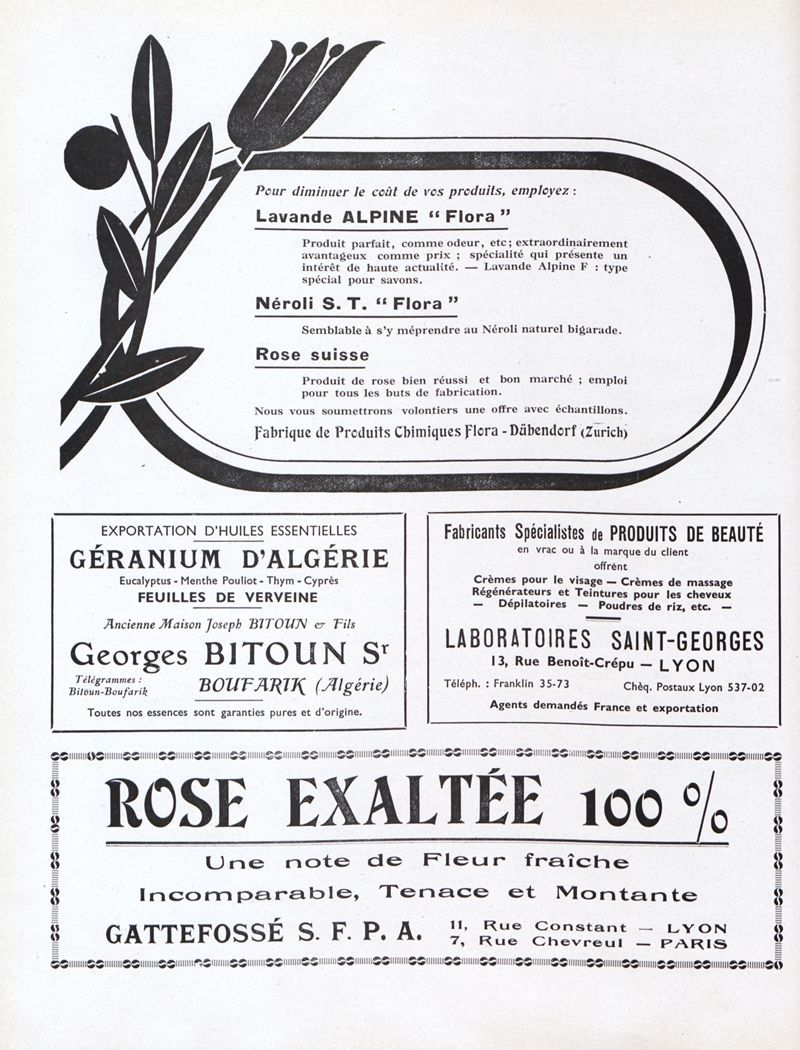 Pour diminuer le coût de vos produits, employez :
Lavande ALPINE “ Flora ”
Produit parfait, comme odeur, etc ; extraordinairement
avantageux comme prix ; spécialité qui présente un
intérêt de haute actualité. — Lavande Alpine F : type
spécial pour savons.
Néroli S. T. “ Flora ”
Semblable à s'y méprendre au Néroli naturel bigarade.
Rose suisse
Produit de rose bien réussi et bon marché ; emploi
pour tous les buts de fabrication.
Nous vous soumettrons volontiers une offre avec échantillons.
Fabrique de Produits Chimiques Flora - Dübendorf (Zürich)
EXPORTATION D'HUILES ESSENTIELLES
GÉRANIUM D'ALGÉRIE
Eucalyptus - Menthe Pouliot - Thym - Cyprès
FEUILLES DE VERVEINE
Ancienne Maison Joseph BITOUN & Fils
Georges BITOUN Sr
Télégrammes :
Bitoun-Boufarik
BOUFARIK (Algérie)
Toutes nos essences sont garanties pures et d'origine.
Fabricants Spécialistes de PRODUITS DE BEAUTÉ
en vrac ou à la marque du client
offrent
Crèmes pour le visage — Crèmes de massage
Régénérateurs et Teintures pour les cheveux
— Dépilatoires — Poudres de riz, etc. —
LABORATOIRES SAINT-GEORGES
13, Rue Benoît-Crépu — LYON
Téléph. : Franklin 35-73 Chèq. Postaux Lyon 537-02
Agents demandés France et exportation
ROSE EXALTÉE 100 %
Une note de Fleur fraîche
Incomparable, Tenace et Montante
GATTEFOSSÉ S. F. P. A.
11, Rue Constant — LYON
7, Rue Chevreul — PARIS